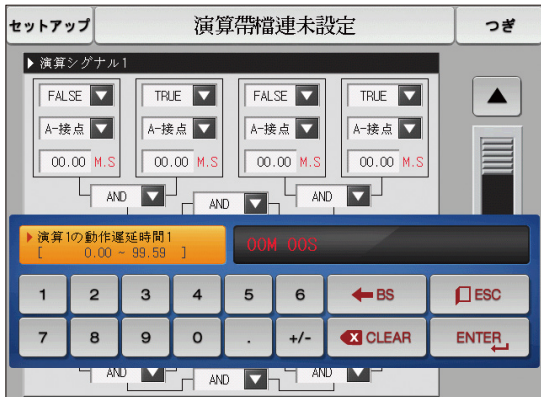 セットアップ
演算帶檔連未設定
つぎ
▶ 演算シグナル1
FALSE ▼ TRUE ▼ FALSE ▼ TRUE ▼
A-接点 ▼ A-接点 ▼ A-接点 ▼ A-接点 ▼
00.00 M.S 00.00 M.S 00.00 M.S 00.00 M.S
AND ▼ AND ▼ AND ▼
▶ 演算1の動作遅延時間1
[ 0.00 ~ 99.59 ]
00M 00S
1 2 3 4 5 6 BS ESC
7 8 9 0 . +/- CLEAR ENTER
AND ▼ AND ▼ AND ▼